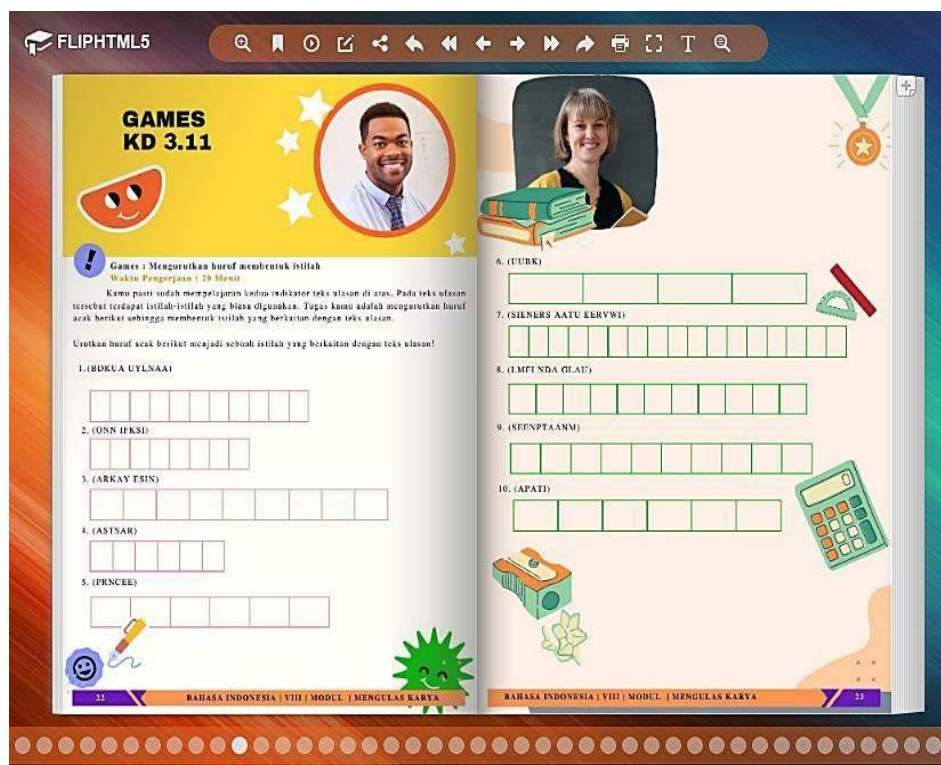 FLIPHTML5
GAMES
KD 3.11
Games : Mengurutkan huruf membentuk istilah
Waktu Pengerjaan : 20 Menit
Kamu pasti sudah mempelajari kedua indikator teks ulasan di atas. Pada teks ulasan
tersebut terdapat istilah-istilah yang biasa digunakan. Tugas kamu adalah mengurutkan huruf
acak berikut sehingga membentuk istilah yang berkaitan dengan teks ulasan.
Urutkan huruf acak berikut menjadi sebuah istilah yang berkaitan dengan teks ulasan!
1.(BDKUA UYLNAA)
2. (ONN IFKSI)
3. (ARKAY ESIN)
4. (ASTSAR)
5. (PRNCEE)
22
BAHASA INDONESIA | VIII | MODUL | MENGULAS KARYA
6. (UUBK)
7. (SIENERS AATU EERVWI)
8. (LMFI NDA GLAU)
9. (SEENPTAANM)
10. (APATI)
BAHASA INDONESIA | VIII | MODUL | MENGULAS KARYA
23